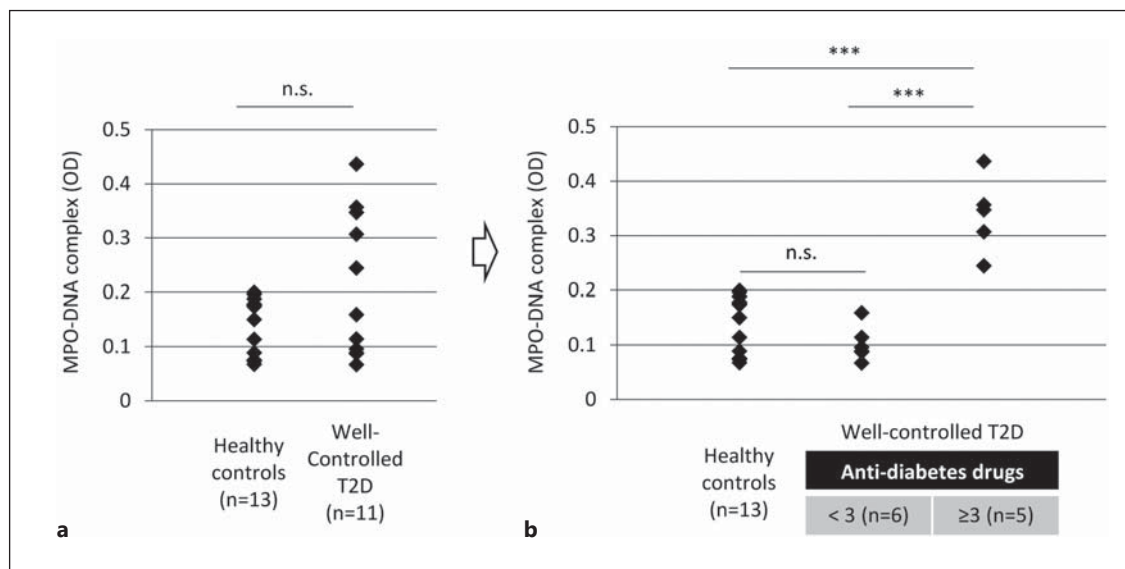 n.s.
MPO-DNA complex (OD)
0.5
0.4
0.3
0.2
0.1
0
Healthy
controls
(n=13)
Well-
Controlled
T2D
(n=11)
a
***
***
n.s.
MPO-DNA complex (OD)
0.5
0.4
0.3
0.2
0.1
0
Healthy
controls
(n=13)
Well-controlled T2D
Anti-diabetes drugs
< 3 (n=6)
≥3 (n=5)
b